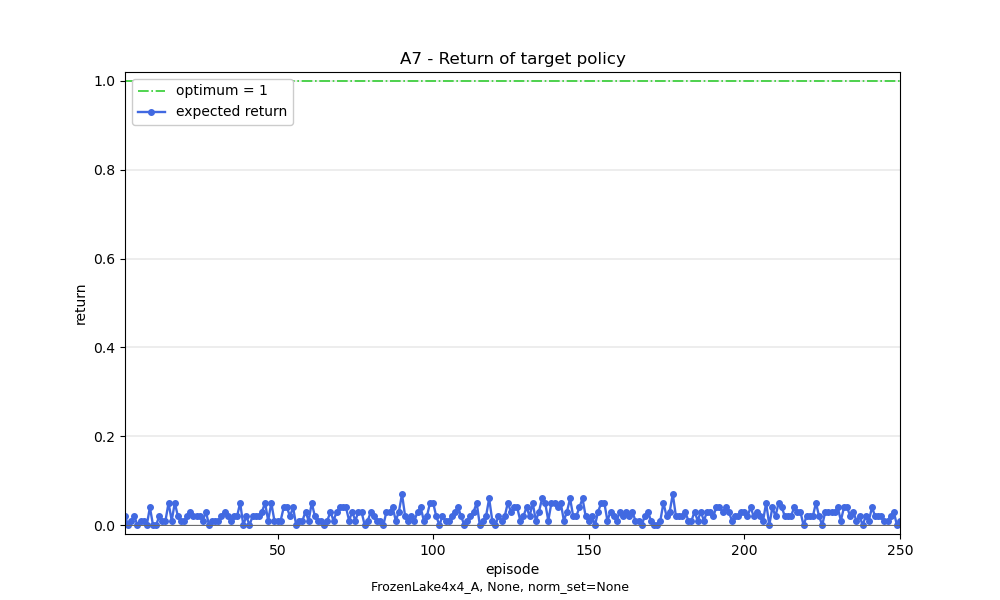 A7 - Return of target policy
1.0
optimum = 1
expected return
0.8
0.6
return
0.4
0.2
0.0
50
100
150
200
250
episode
FrozenLake4x4_A, None, norm_set=None